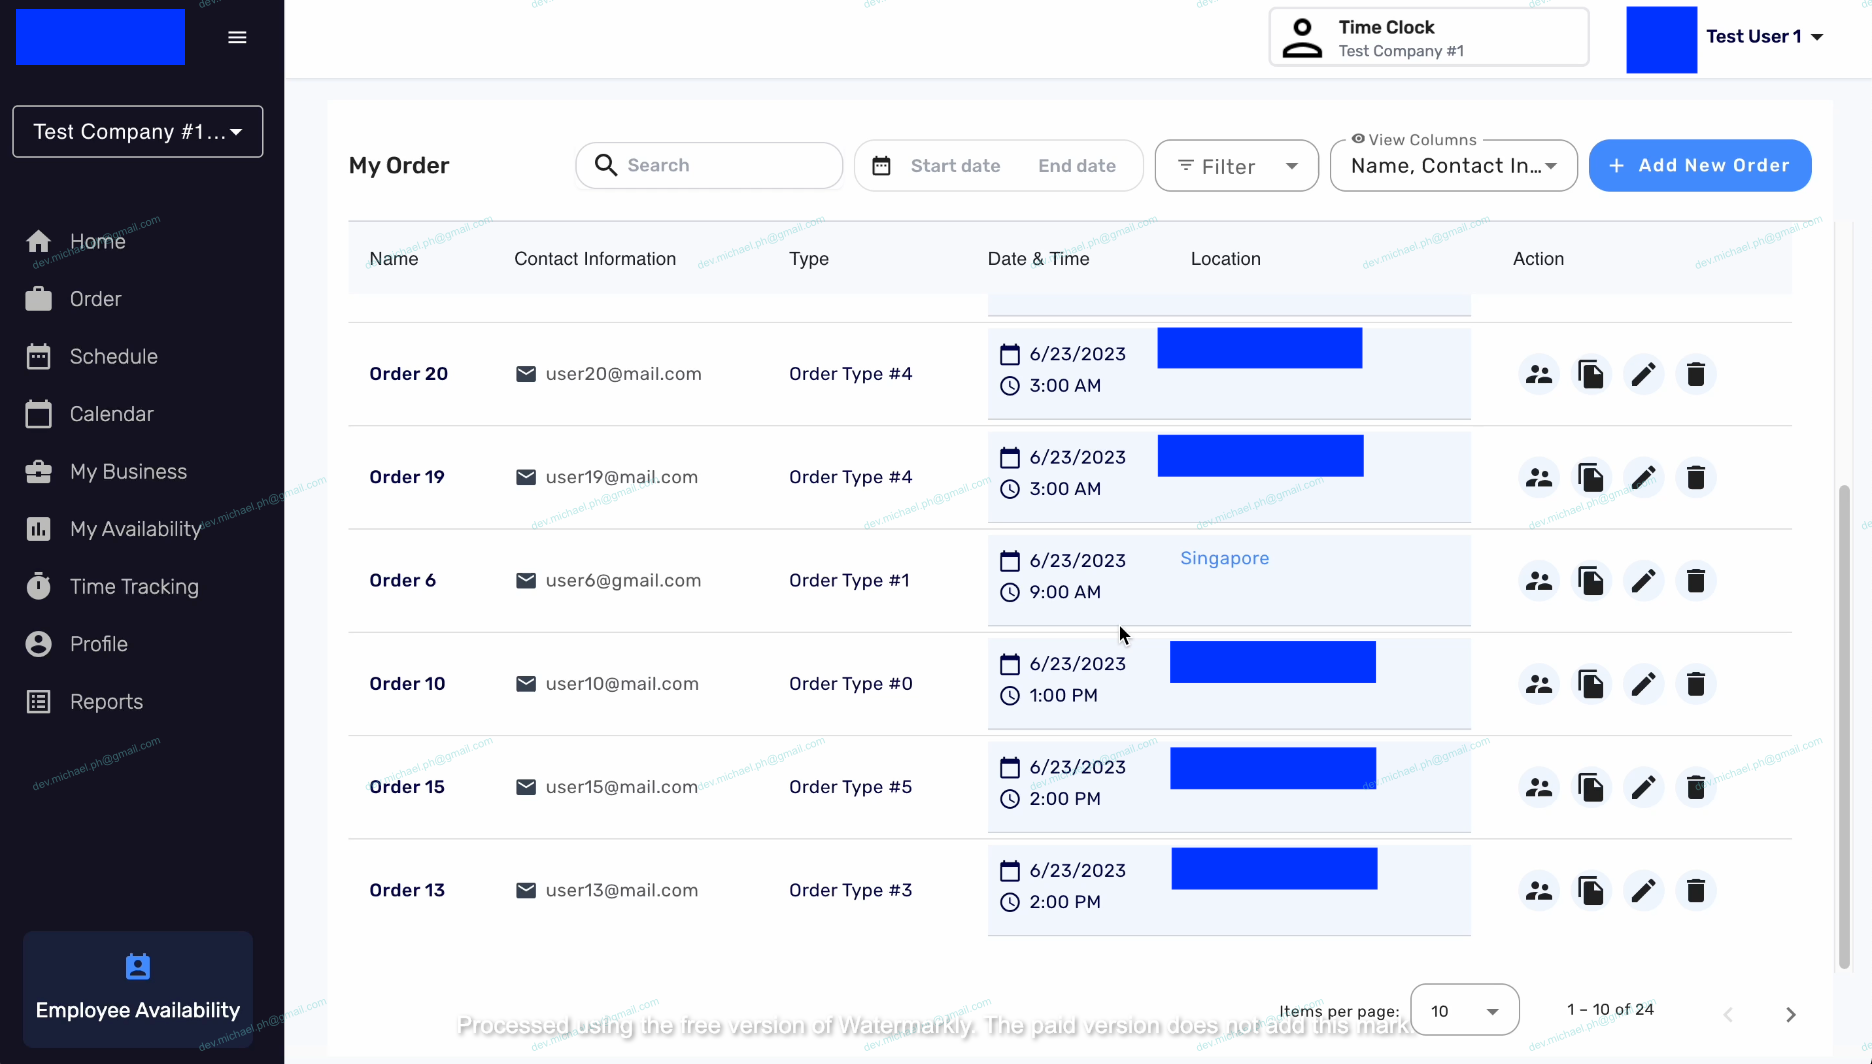 Time Clock
Test Company #1
Test User 1
Test Company #1...
Home
Order
Schedule
Calendar
My Business
My Availability
Time Tracking
Profile
Reports
Employee Availability
My Order
Search
Start date End date
Filter
View Columns
Name, Contact In...
+ Add New Order
Name Contact Information Type Date & Time Location Action
Order 20 user20@mail.com Order Type #4 6/23/2023
3:00 AM
Order 19 user19@mail.com Order Type #4 6/23/2023
3:00 AM
Order 6 user6@gmail.com Order Type #1 6/23/2023 Singapore
9:00 AM
Order 10 user10@mail.com Order Type #0 6/23/2023
1:00 PM
Order 15 user15@mail.com Order Type #5 6/23/2023
2:00 PM
Order 13 user13@mail.com Order Type #3 6/23/2023
2:00 PM
Items per page: 10 1 – 10 of 24
Processed using the free version of Watermarkly. The paid version does not add this mark.
dev.michael.ph@gmail.com